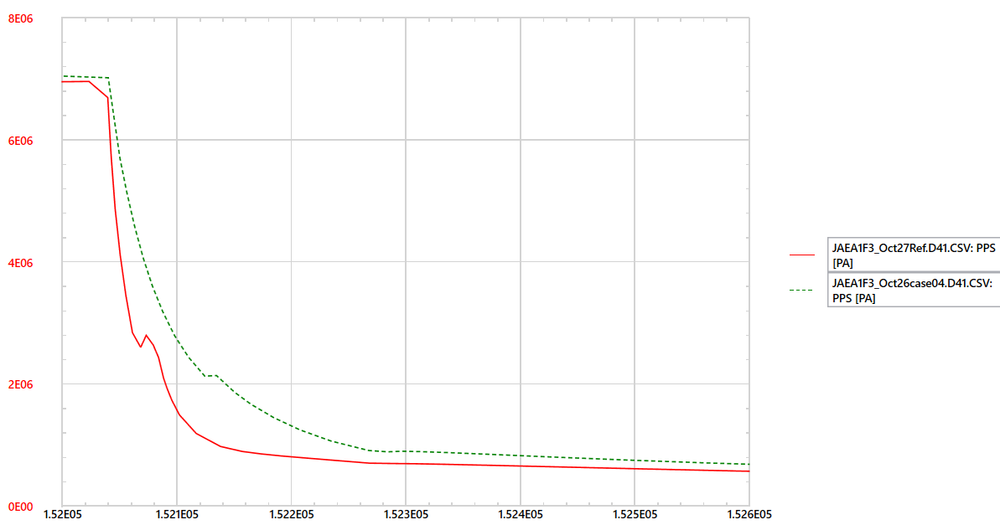 8E06
6E06
4E06
2E06
0E00
1.52E05
1.521E05
1.522E05
1.523E05
1.524E05
1.525E05
1.526E05
JAEA1F3_Oct27Ref.D41.CSV: PPS
[PA]
JAEA1F3_Oct26case04.D41.CSV:
PPS [PA]